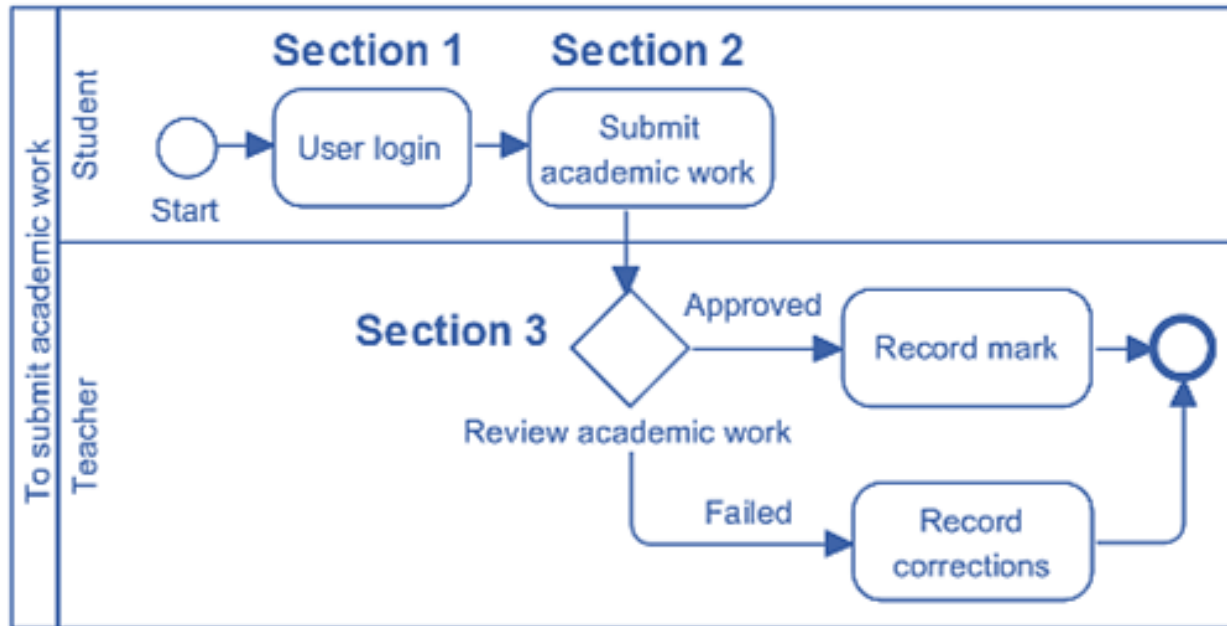 To submit academic work
Student
Section 1
Section 2
Start
User login
Submit
academic work
Teacher
Section 3
Review academic work
Approved
Record mark
Failed
Record
corrections